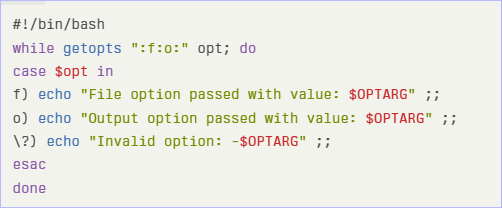 #!/bin/bash
while getopts ":f:o:" opt; do
case $opt in
f) echo "File option passed with value: $OPTARG" ;;
o) echo "Output option passed with value: $OPTARG" ;;
\?) echo "Invalid option: -$OPTARG" ;;
esac
done